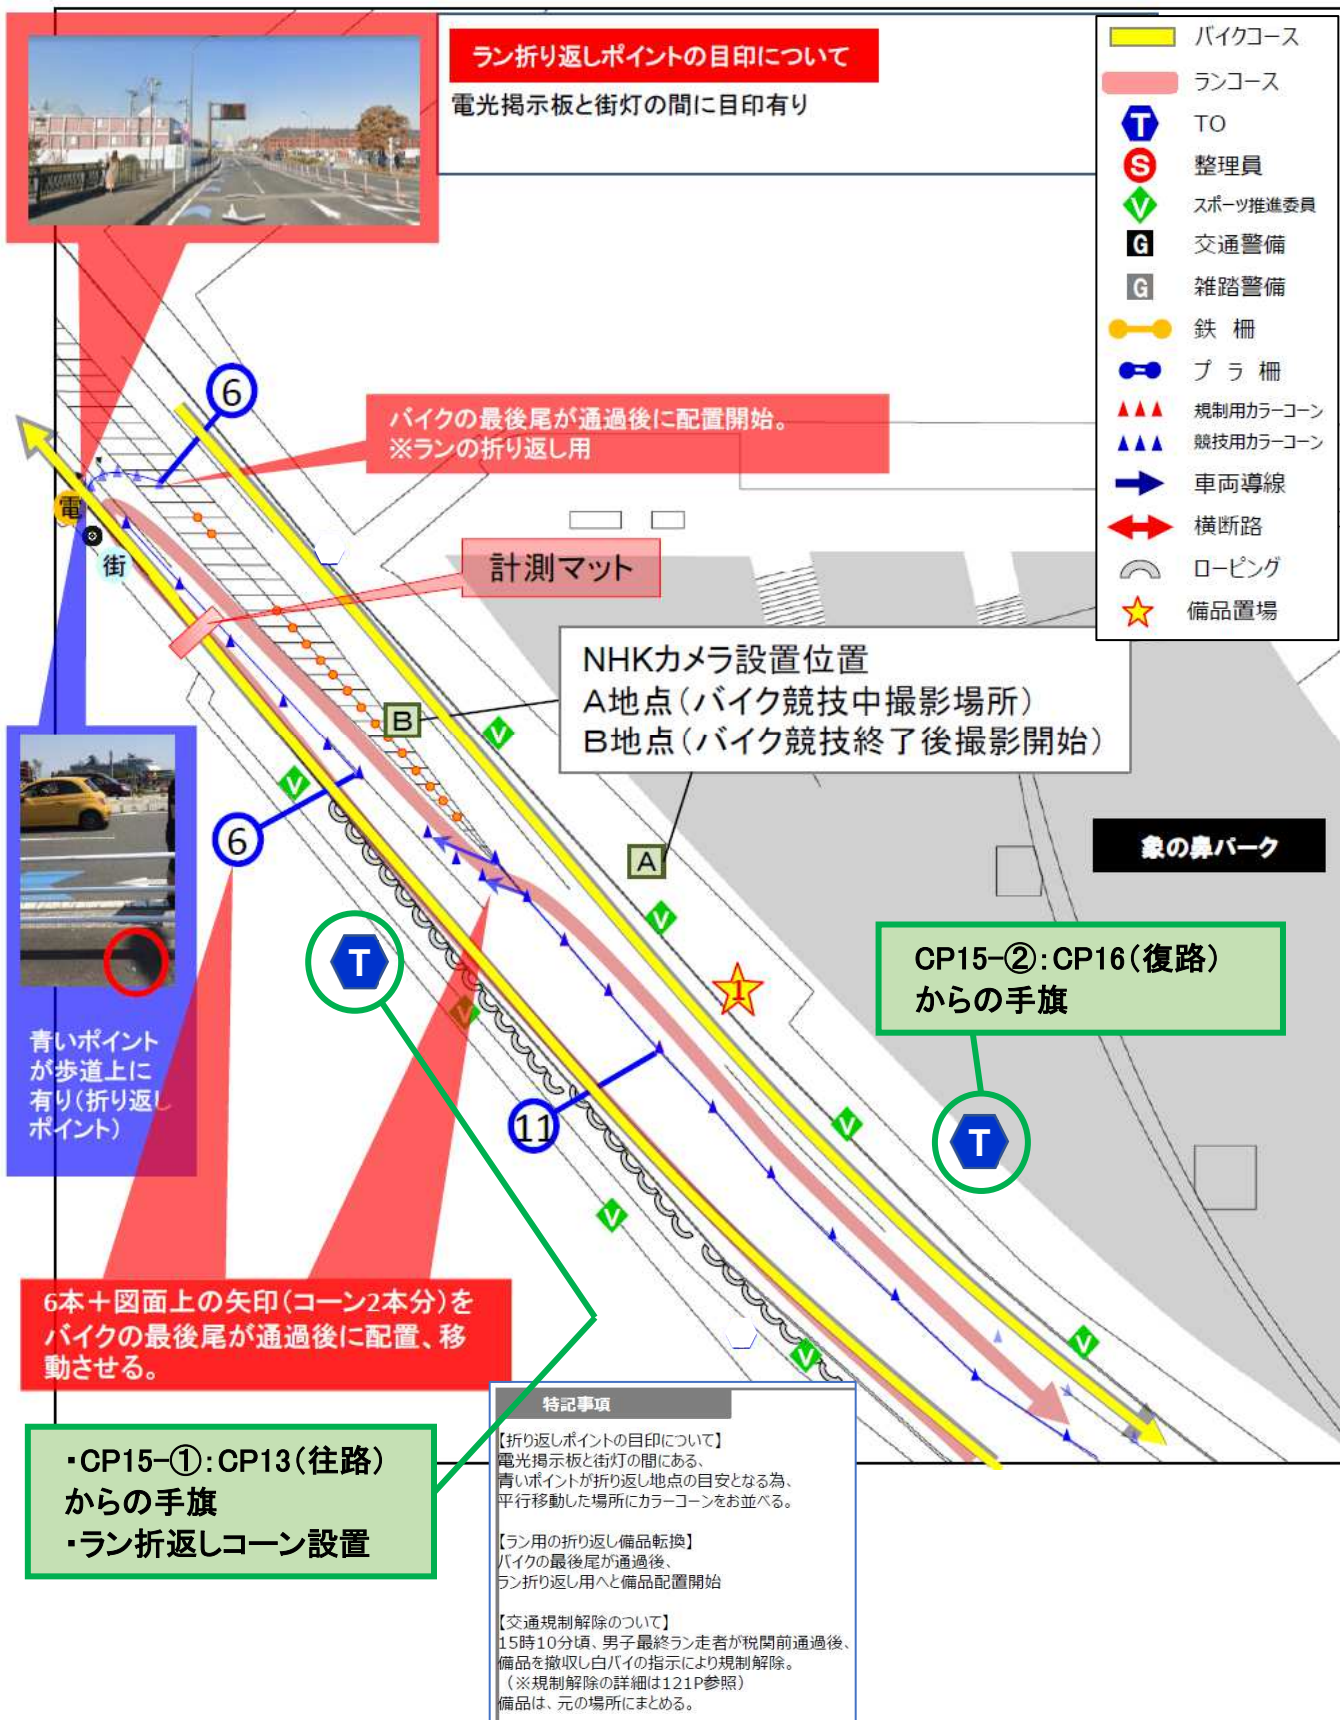 ラン折り返しポイントの目印について
電光掲示板と街灯の間に目印有り
バイクコース
ランコース
T TO
S 整理員
V スポーツ推進委員
G 交通警備
G 雑踏警備
鉄 柵
プ ラ 柵
規制用カラーコーン
競技用カラーコーン
車両導線
横断路
ローピング
備品置場
6
バイクの最後尾が通過後に配置開始。
※ランの折り返し用
電
街
計測マット
NHKカメラ設置位置
A地点(バイク競技中撮影場所)
B地点(バイク競技終了後撮影開始)
B
V
V
A
6
象の鼻パーク
V
T
V
1
CP15-②:CP16(復路)
からの手旗
青いポイント
が歩道上に
有り(折り返し
ポイント)
11
V
T
V
V
V
6本+図面上の矢印(コーン2本分)を
バイクの最後尾が通過後に配置、移
動させる。
・CP15-①:CP13(往路)
からの手旗
・ラン折返しコーン設置
特記事項
【折り返しポイントの目印について】
電光掲示板と街灯の間にある、
青いポイントが折り返し地点の目安となる為、
平行移動した場所にカラーコーンをお並べる。
【ラン用の折り返し備品転換】
バイクの最後尾が通過後、
ラン折り返し用へと備品配置開始
【交通規制解除のついて】
15時10分頃、男子最終ラン走者が税関前通過後、
備品を撤収し白バイの指示により規制解除。
(※規制解除の詳細は121P参照)
備品は、元の場所にまとめる。